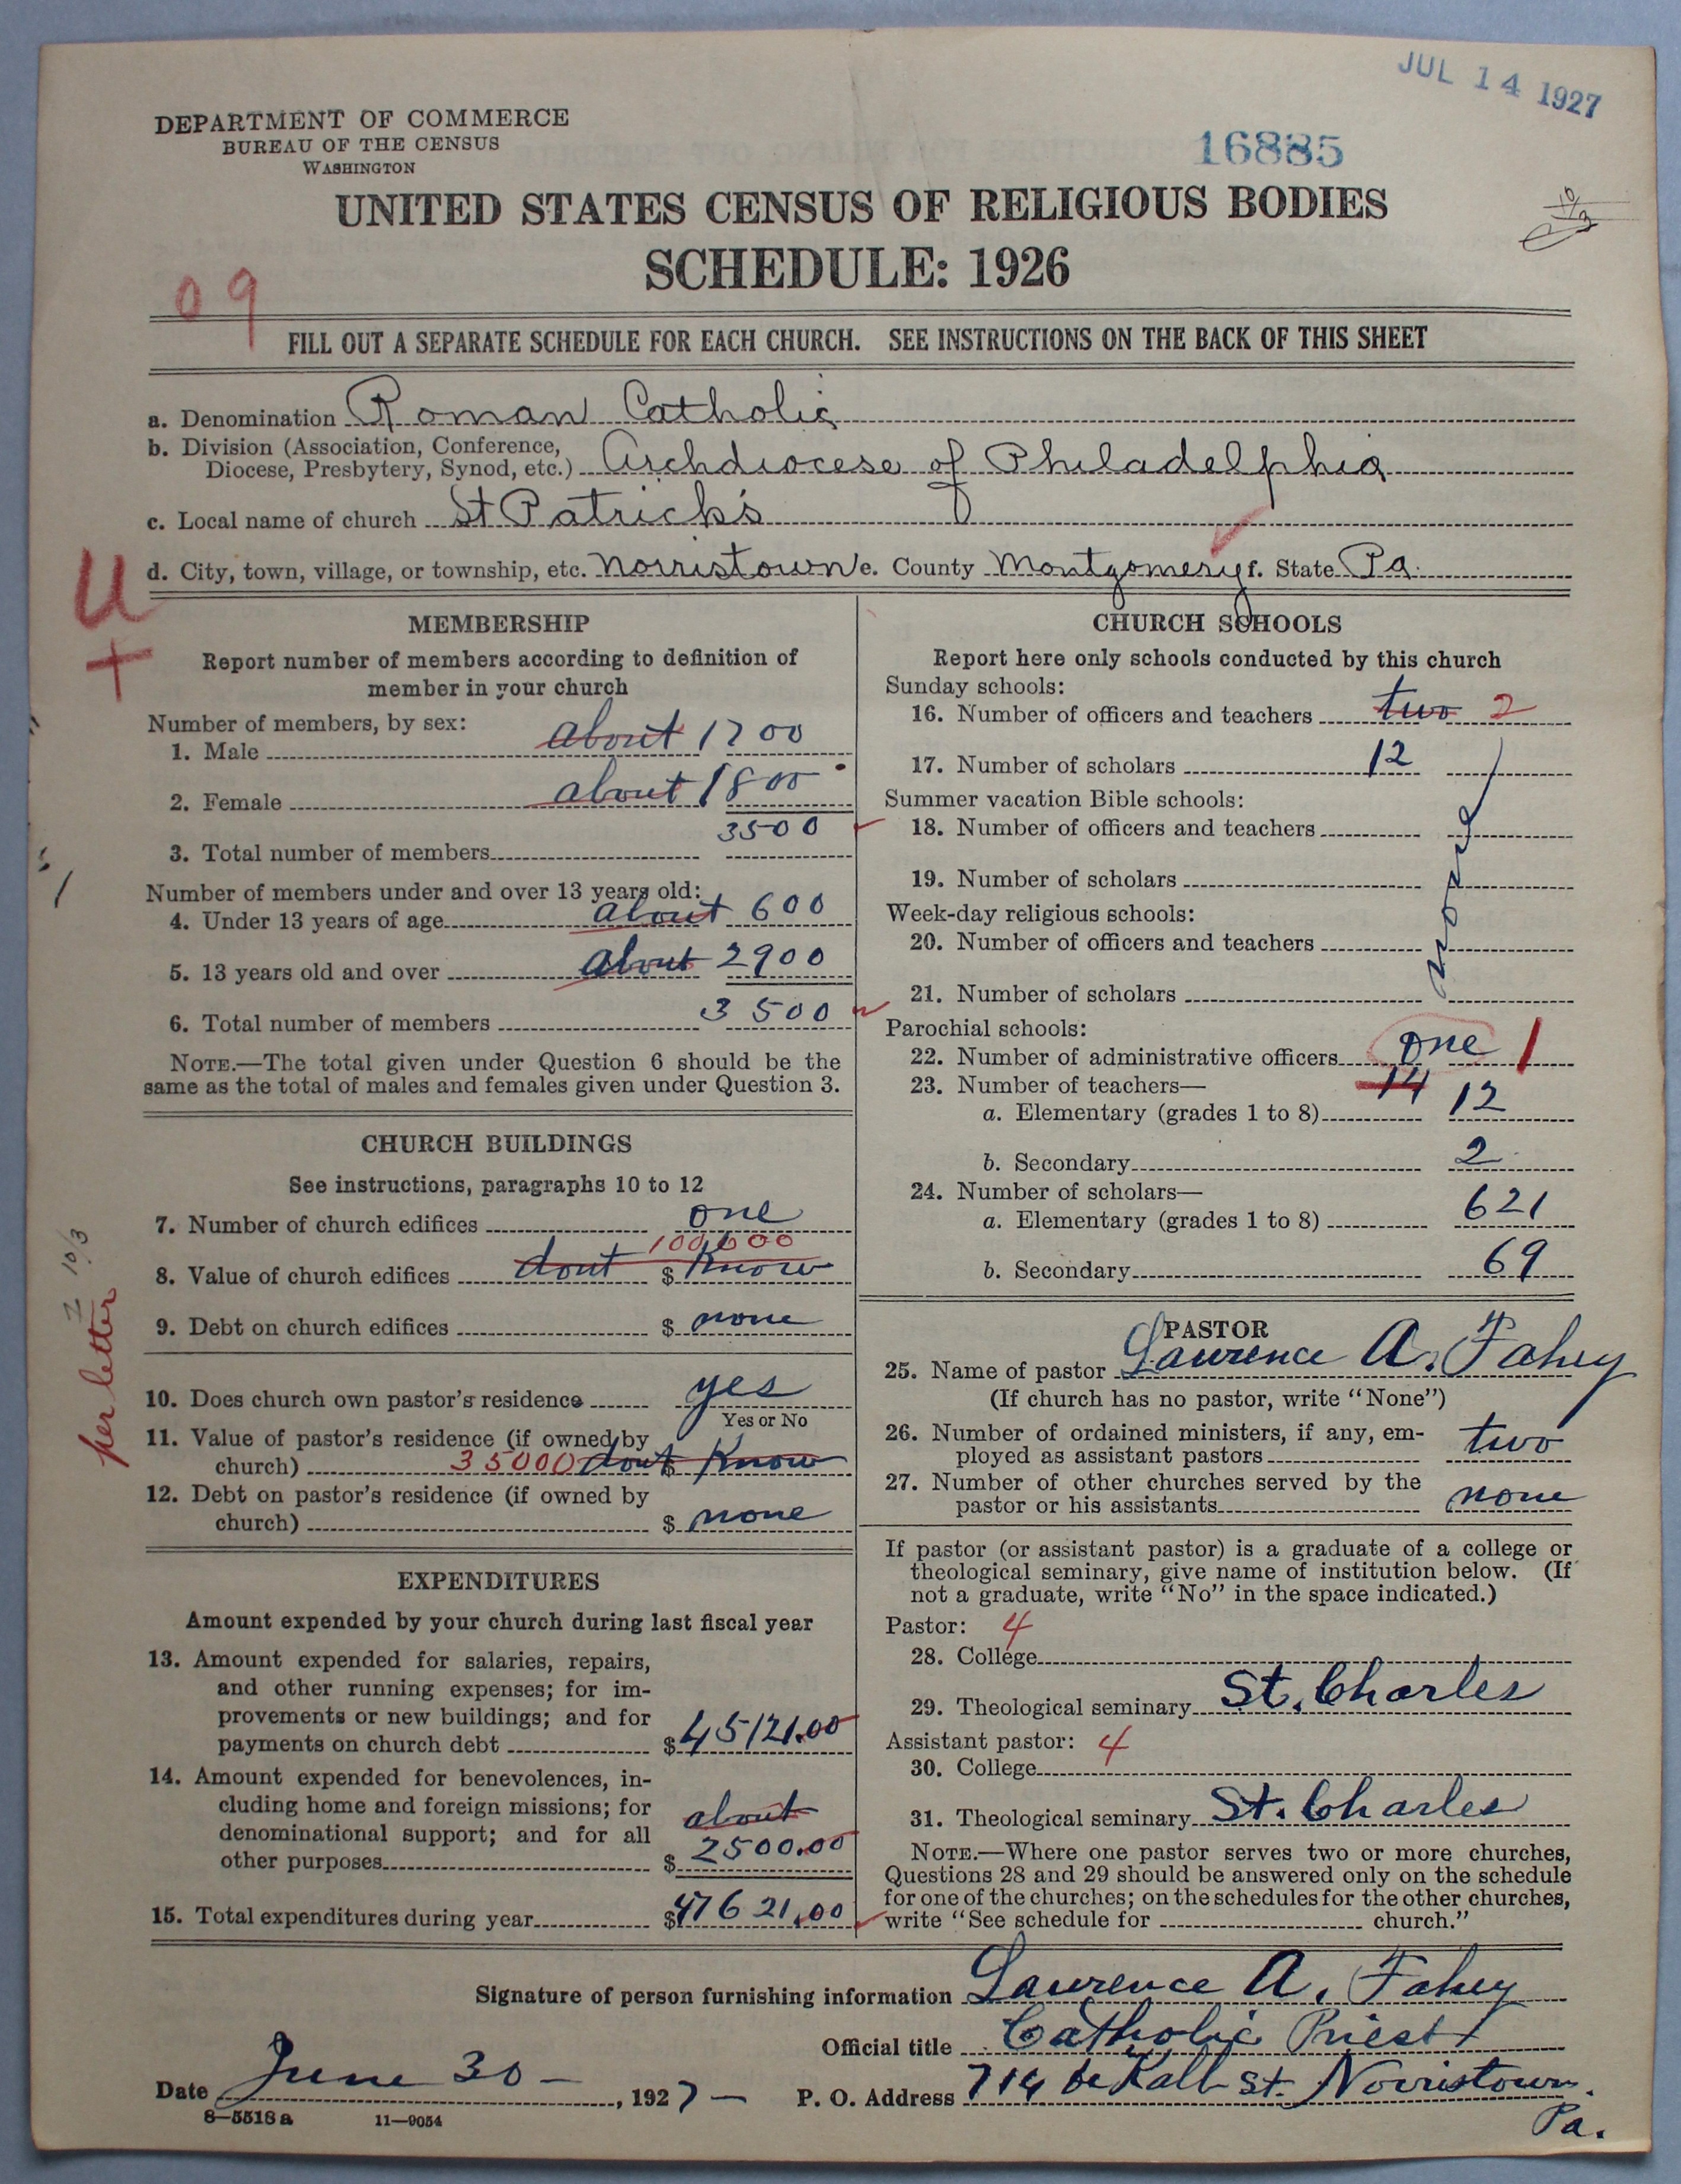 JUL 14 1927
DEPARTMENT OF COMMERCE
BUREAU OF THE CENSUS
WASHINGTON
16885
UNITED STATES CENSUS OF RELIGIOUS BODIES
SCHEDULE: 1926
09
FILL OUT A SEPARATE SCHEDULE FOR EACH CHURCH. SEE INSTRUCTIONS ON THE BACK OF THIS SHEET
a. Denomination Roman Catholic
b. Division (Association, Conference,
Diocese, Presbytery, Synod, etc.) Archdiocese of Philadelphia
c. Local name of church St Patrick's
U
d. City, town, village, or township, etc. Norristown e. County Montgomery f. State Pa.
MEMBERSHIP
Report number of members according to definition of
member in your church
Number of members, by sex:
1. Male about 1700
2. Female about 1800
3500
3. Total number of members
Number of members under and over 13 years old:
4. Under 13 years of age about 600
5. 13 years old and over about 2900
6. Total number of members 3500
NOTE.—The total given under Question 6 should be the
same as the total of males and females given under Question 3.
CHURCH BUILDINGS
See instructions, paragraphs 10 to 12
7. Number of church edifices one
100000
8. Value of church edifices dont $ Know
9. Debt on church edifices $ none
per letter
10/3
10. Does church own pastor's residence yes
Yes or No
11. Value of pastor's residence (if owned by
church) 35000 dont $ Know
12. Debt on pastor's residence (if owned by
church) $ none
EXPENDITURES
Amount expended by your church during last fiscal year
13. Amount expended for salaries, repairs,
and other running expenses; for im-
provements or new buildings; and for
payments on church debt $ 45121.00
14. Amount expended for benevolences, in-
cluding home and foreign missions; for
denominational support; and for all about
other purposes $ 2500.00
15. Total expenditures during year $47621.00
CHURCH SCHOOLS
Report here only schools conducted by this church
Sunday schools:
16. Number of officers and teachers two 2
17. Number of scholars 12
Summer vacation Bible schools:
18. Number of officers and teachers
19. Number of scholars
none
Week-day religious schools:
20. Number of officers and teachers
21. Number of scholars
Parochial schools:
22. Number of administrative officers one 1
23. Number of teachers— 14
a. Elementary (grades 1 to 8) 12
b. Secondary 2
24. Number of scholars—
a. Elementary (grades 1 to 8) 621
b. Secondary 69
PASTOR
25. Name of pastor Laurence A. Fahey
(If church has no pastor, write "None")
26. Number of ordained ministers, if any, em-
ployed as assistant pastors two
27. Number of other churches served by the
pastor or his assistants none
If pastor (or assistant pastor) is a graduate of a college or
theological seminary, give name of institution below. (If
not a graduate, write "No" in the space indicated.)
Pastor: 4
28. College
29. Theological seminary St. Charles
Assistant pastor: 4
30. College
31. Theological seminary St. Charles
NOTE.—Where one pastor serves two or more churches,
Questions 28 and 29 should be answered only on the schedule
for one of the churches; on the schedules for the other churches,
write "See schedule for church."
Signature of person furnishing information Laurence A. Fahey
Official title Catholic Priest
Date June 30 – , 1927 – P. O. Address 714 de Kalb St. Norristown.
Pa.
8—5518 a 11—9054